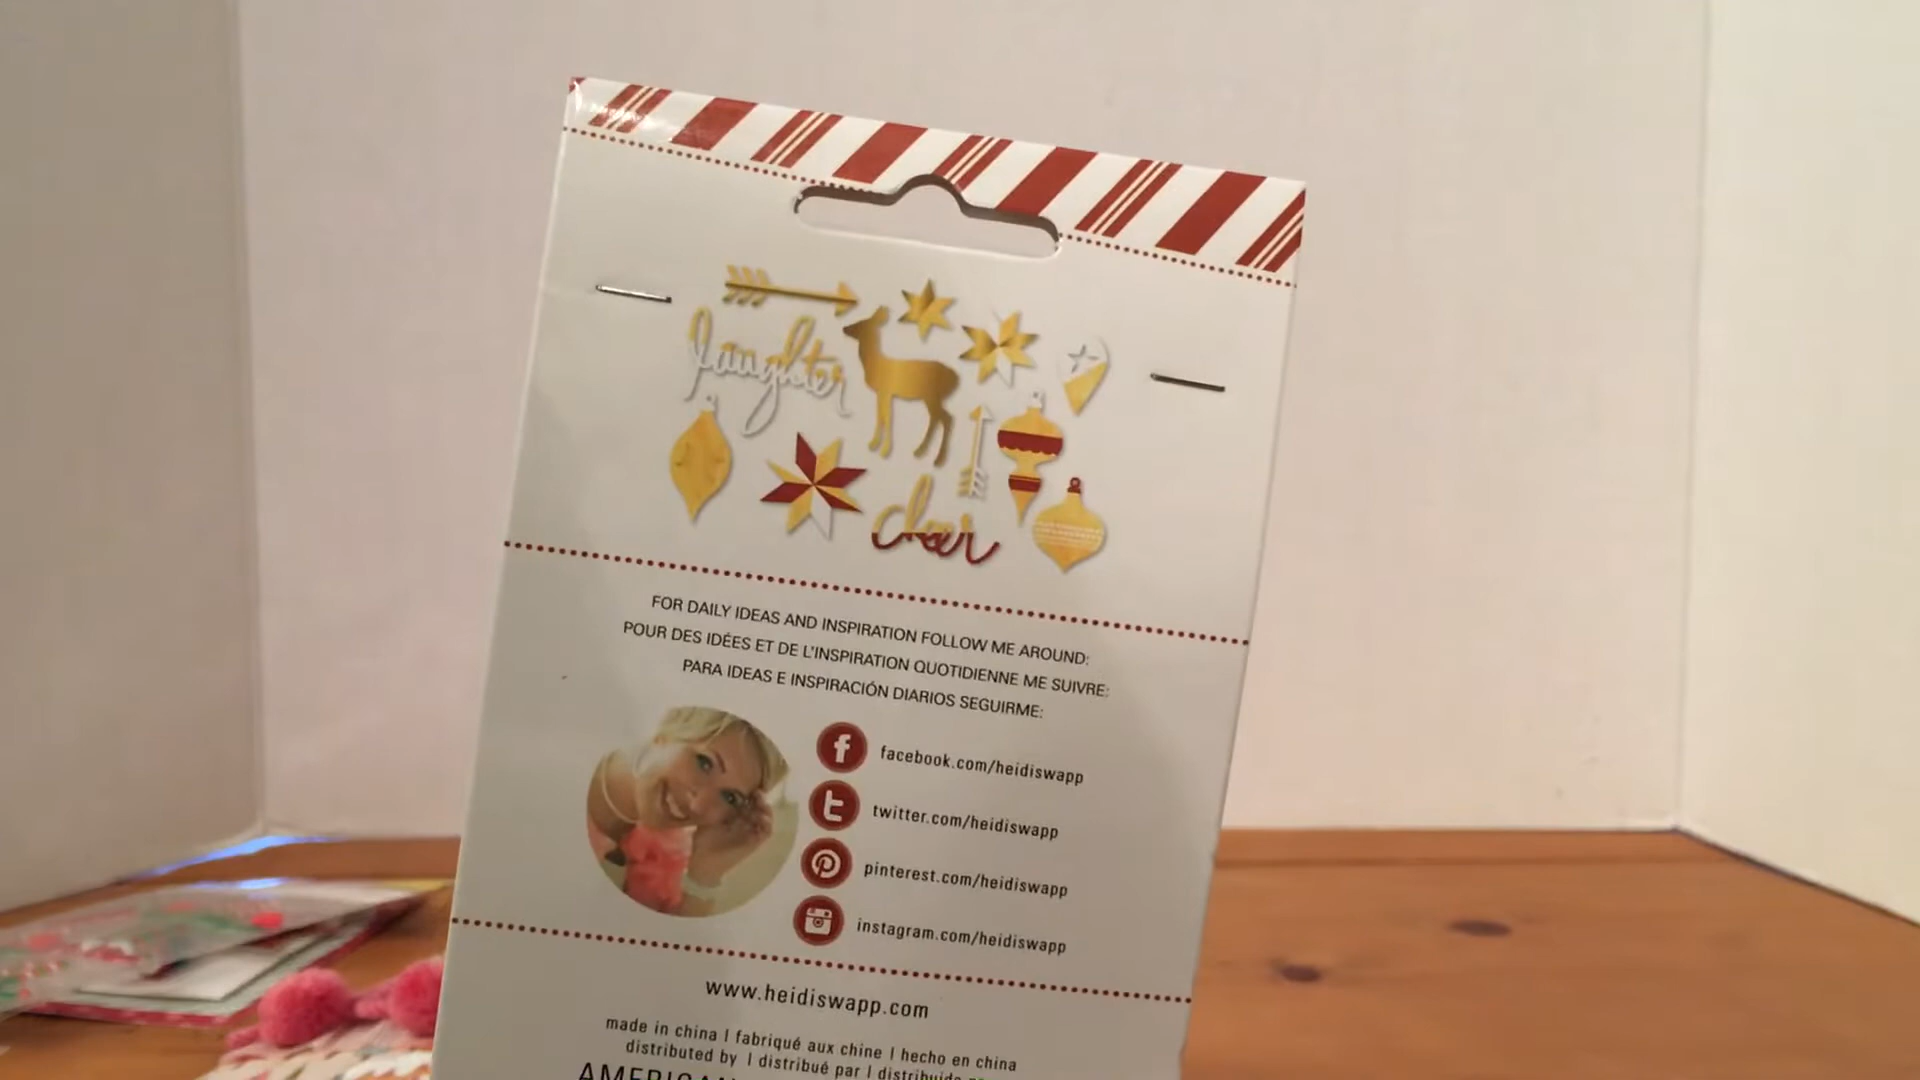 laughter
cheer
FOR DAILY IDEAS AND INSPIRATION FOLLOW ME AROUND:
POUR DES IDÉES ET DE L'INSPIRATION QUOTIDIENNE ME SUIVRE:
PARA IDEAS E INSPIRACIÓN DIARIOS SEGUIRME:
facebook.com/heidiswapp
twitter.com/heidiswapp
pinterest.com/heidiswapp
instagram.com/heidiswapp
www.heidiswapp.com
made in china | fabriqué aux chine | hecho en china
distributed by | distribué par | distribuido
AMERICAN